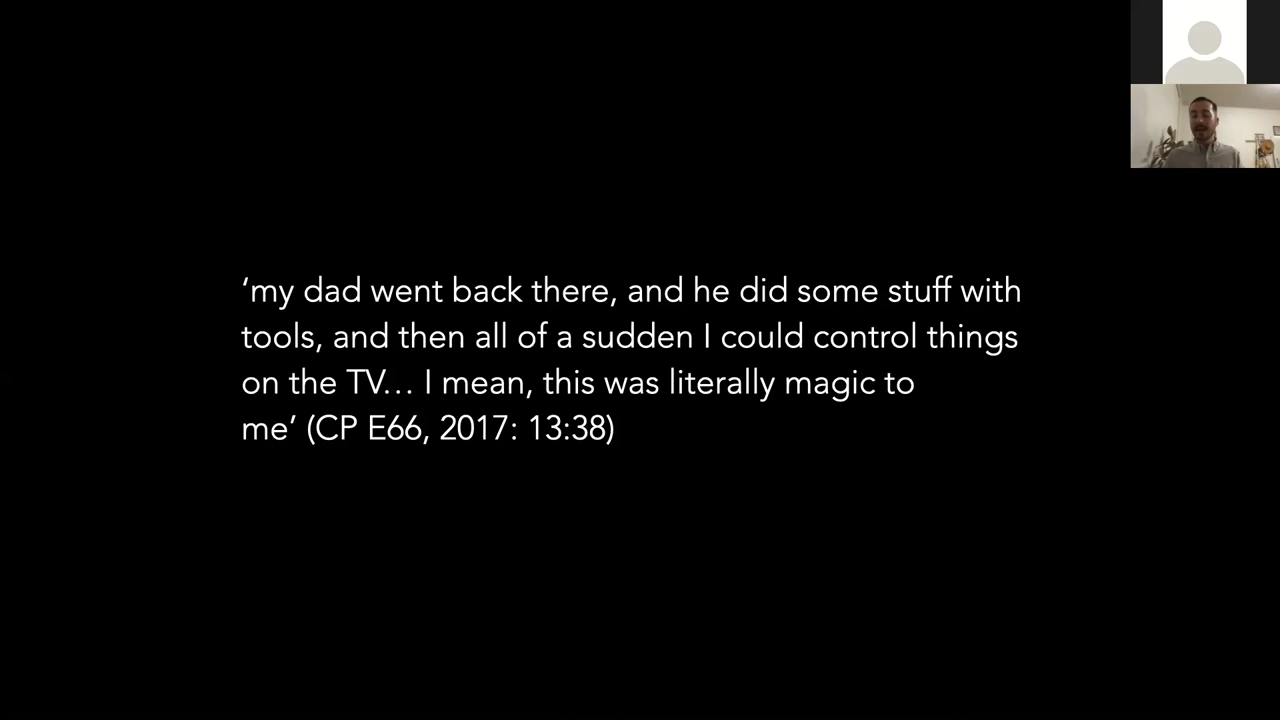 ‘my dad went back there, and he did some stuff with
tools, and then all of a sudden I could control things
on the TV… I mean, this was literally magic to
me’ (CP E66, 2017: 13:38)